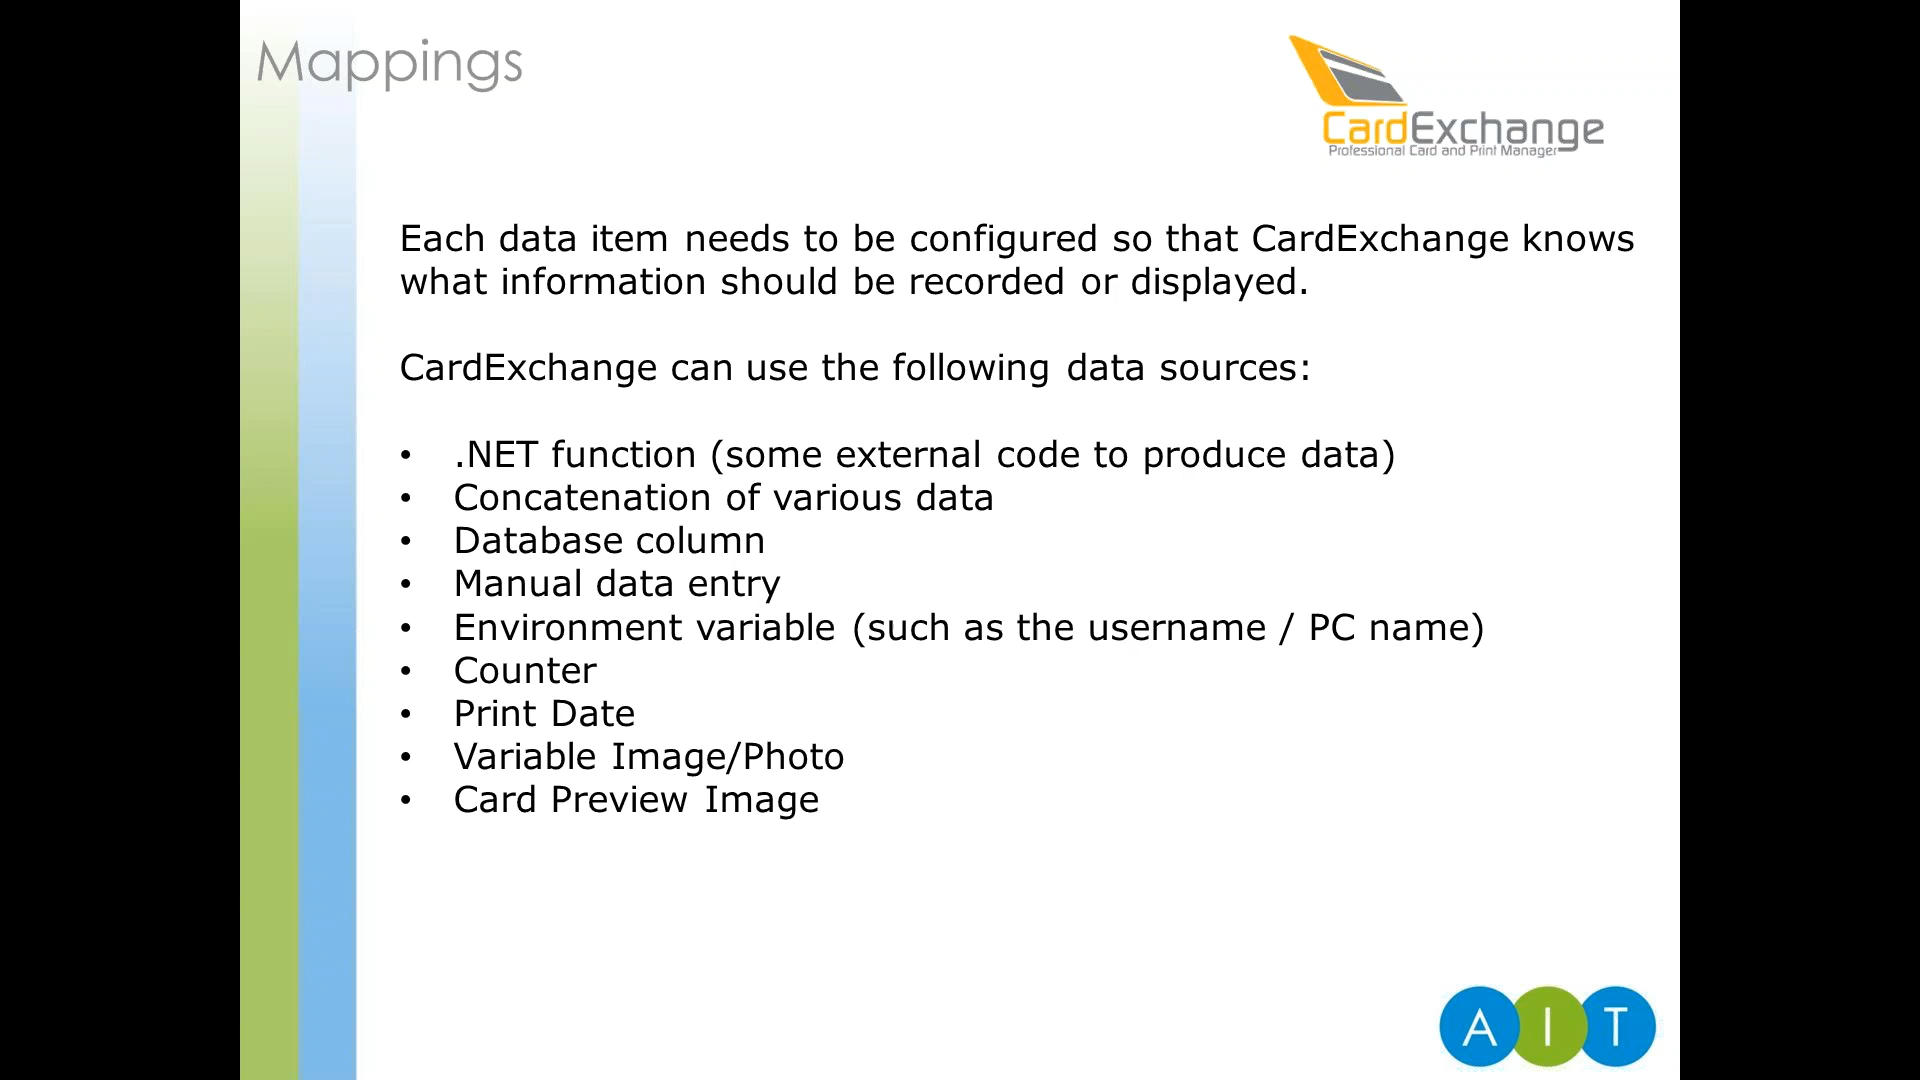 Mappings
CardExchange
Professional Card and Print Manager
Each data item needs to be configured so that CardExchange knows
what information should be recorded or displayed.
CardExchange can use the following data sources:
• .NET function (some external code to produce data)
• Concatenation of various data
• Database column
• Manual data entry
• Environment variable (such as the username / PC name)
• Counter
• Print Date
• Variable Image/Photo
• Card Preview Image
AIT